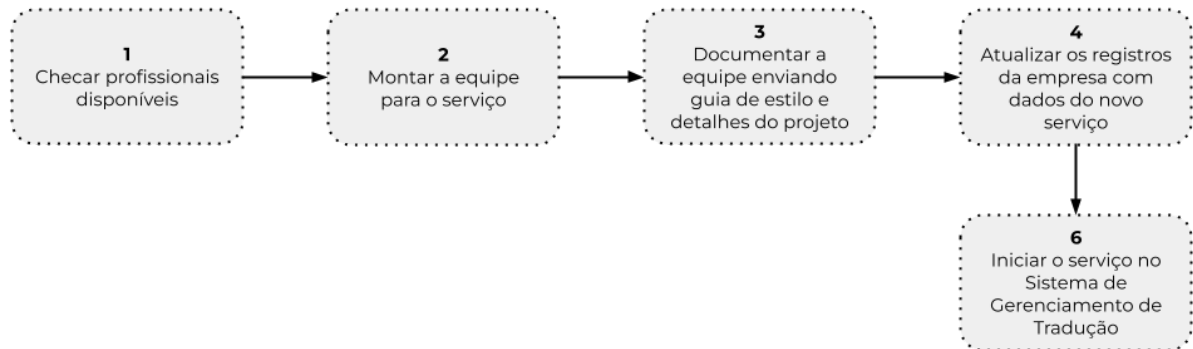 1
Checar profissionais
disponíveis
2
Montar a equipe
para o serviço
3
Documentar a
equipe enviando
guia de estilo e
detalhes do projeto
4
Atualizar os registros
da empresa com
dados do novo
serviço
6
Iniciar o serviço no
Sistema de
Gerenciamento de
Tradução